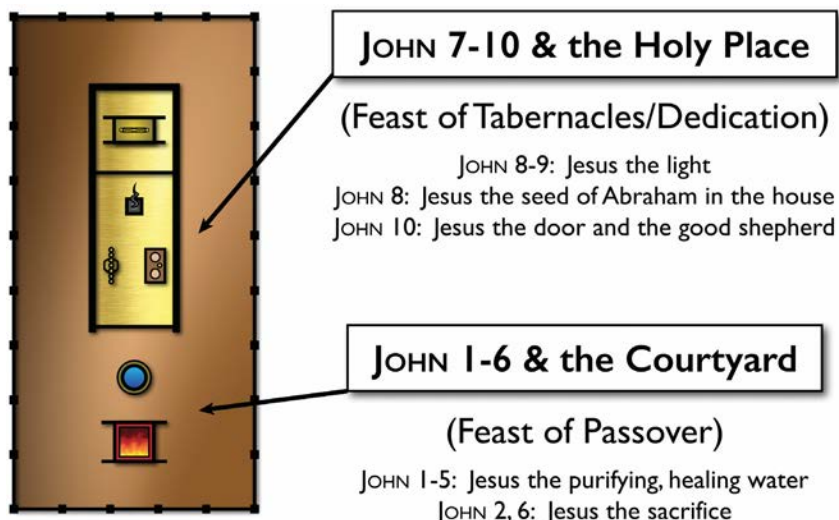 JOHN 7-10 & the Holy Place
(Feast of Tabernacles/Dedication)
JOHN 8-9: Jesus the light
JOHN 8: Jesus the seed of Abraham in the house
JOHN 10: Jesus the door and the good shepherd
JOHN 1-6 & the Courtyard
(Feast of Passover)
JOHN 1-5: Jesus the purifying, healing water
JOHN 2, 6: Jesus the sacrifice